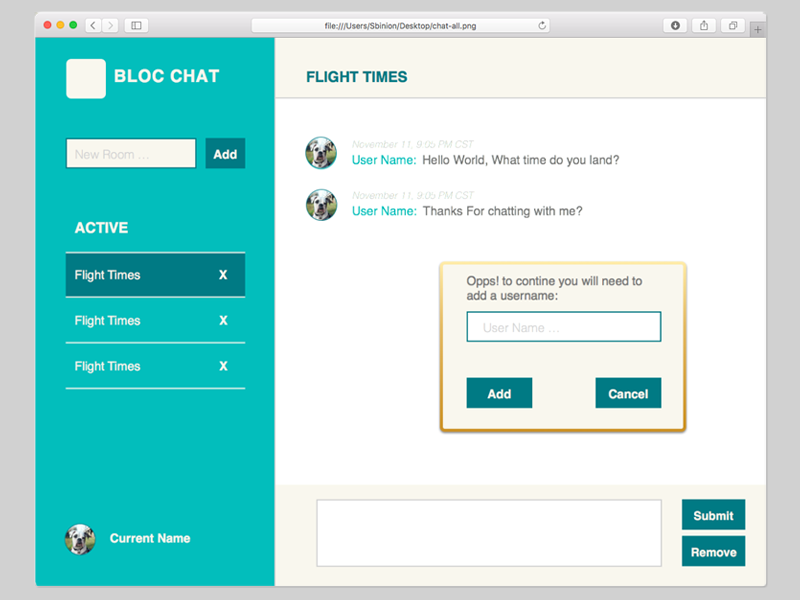 file:///Users/Sbinion/Desktop/chat-all.png
BLOC CHAT
New Room ...
Add
ACTIVE
Flight Times X
Flight Times X
Flight Times X
Current Name
FLIGHT TIMES
November 11, 9:05 PM CST
User Name: Hello World, What time do you land?
November 11, 9:05 PM CST
User Name: Thanks For chatting with me?
Opps! to contine you will need to
add a username:
User Name ...
Add
Cancel
Submit
Remove